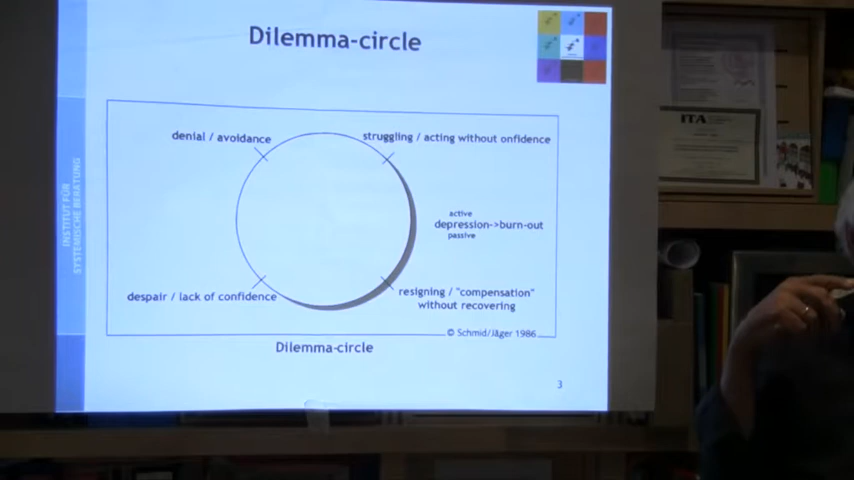 Dilemma-circle
denial / avoidance
struggling / acting without onfidence
active
depression->burn-out
passive
despair / lack of confidence
resigning / "compensation"
without recovering
© Schmid/Jäger 1986
Dilemma-circle
3
INSTITUT FÜR
SYSTEMISCHE BERATUNG
ITA